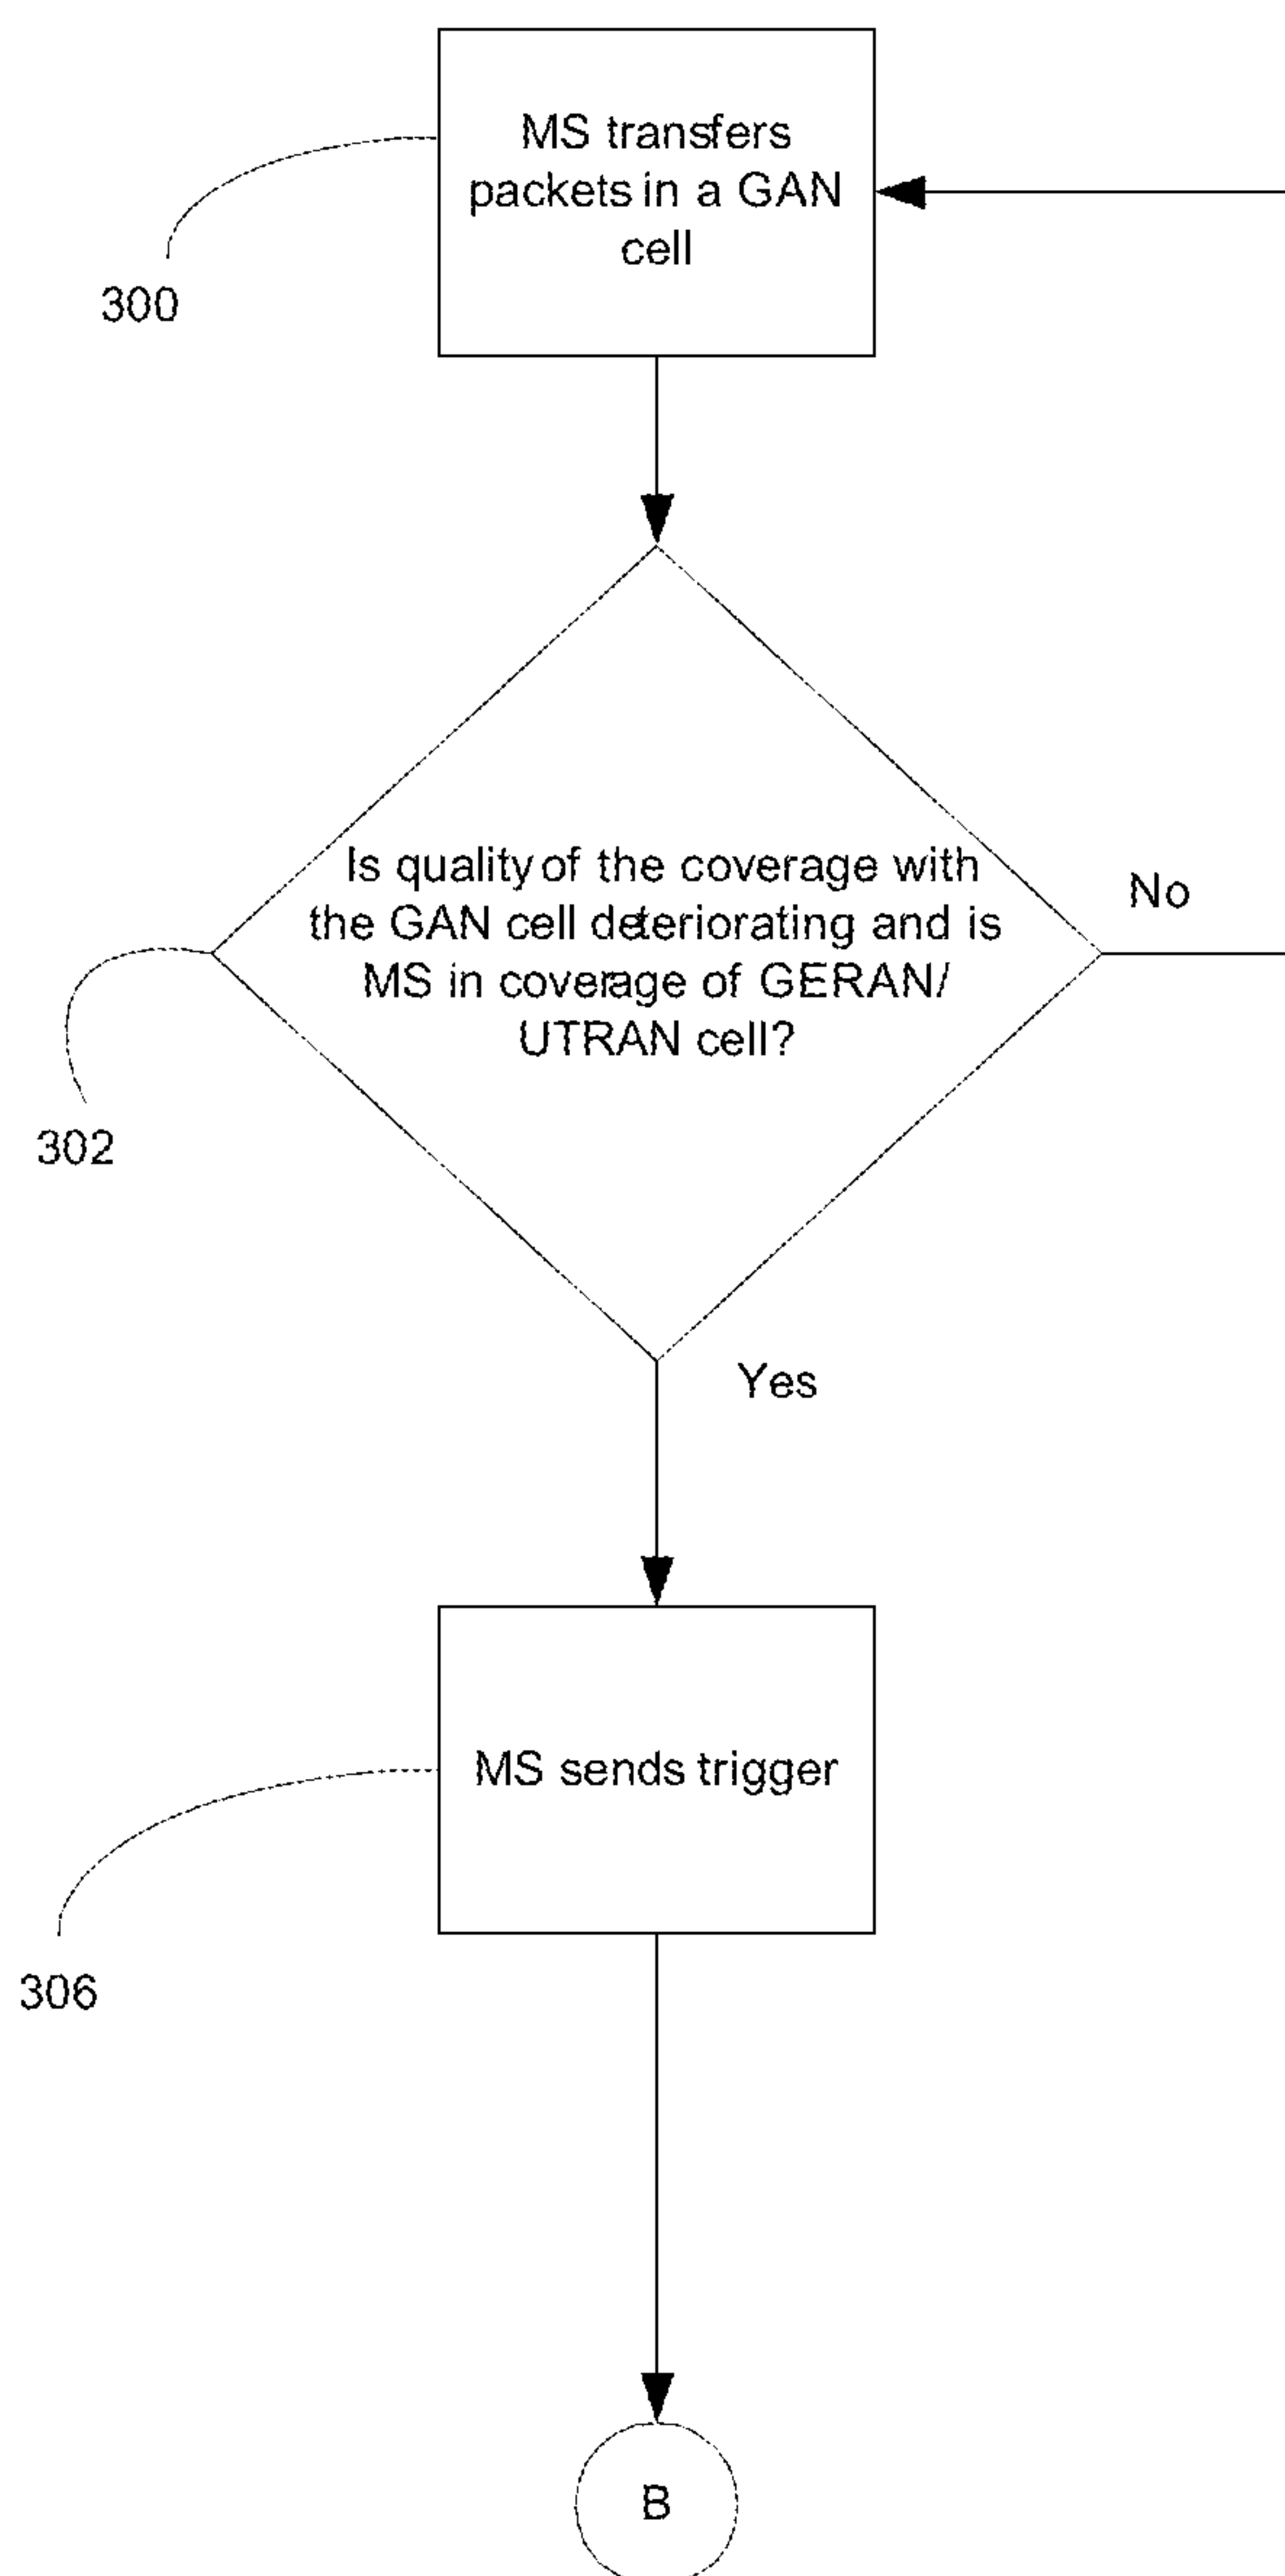 MS transfers
packets in a GAN
cell
300
Is quality of the coverage with
the GAN cell deteriorating and is
MS in coverage of GERAN/
UTRAN cell?
No
302
Yes
MS sends trigger
306
B